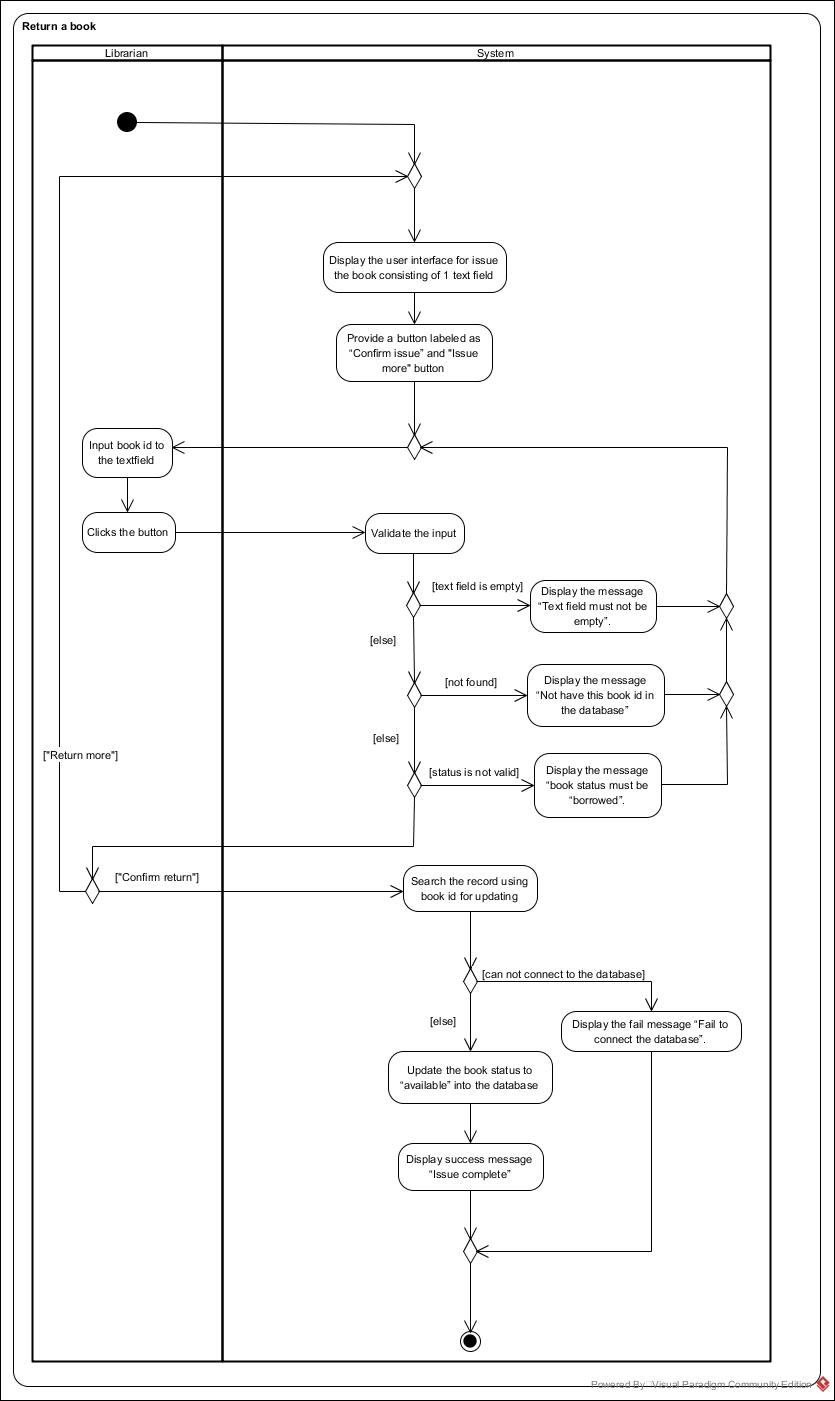 Return a book
Librarian
System
Display the user interface for issue
the book consisting of 1 text field
Provide a button labeled as
“Confirm issue” and "Issue
more" button
Input book id to
the textfield
Clicks the button
Validate the input
[text field is empty]
Display the message
“Text field must not be
empty”.
[else]
[not found]
Display the message
“Not have this book id in
the database”
[else]
["Return more"]
[status is not valid]
Display the message
“book status must be
“borrowed”.
["Confirm return"]
Search the record using
book id for updating
[can not connect to the database]
[else]
Display the fail message “Fail to
connect the database”.
Update the book status to
“available” into the database
Display success message
“Issue complete”
Powered By Visual Paradigm Community Edition